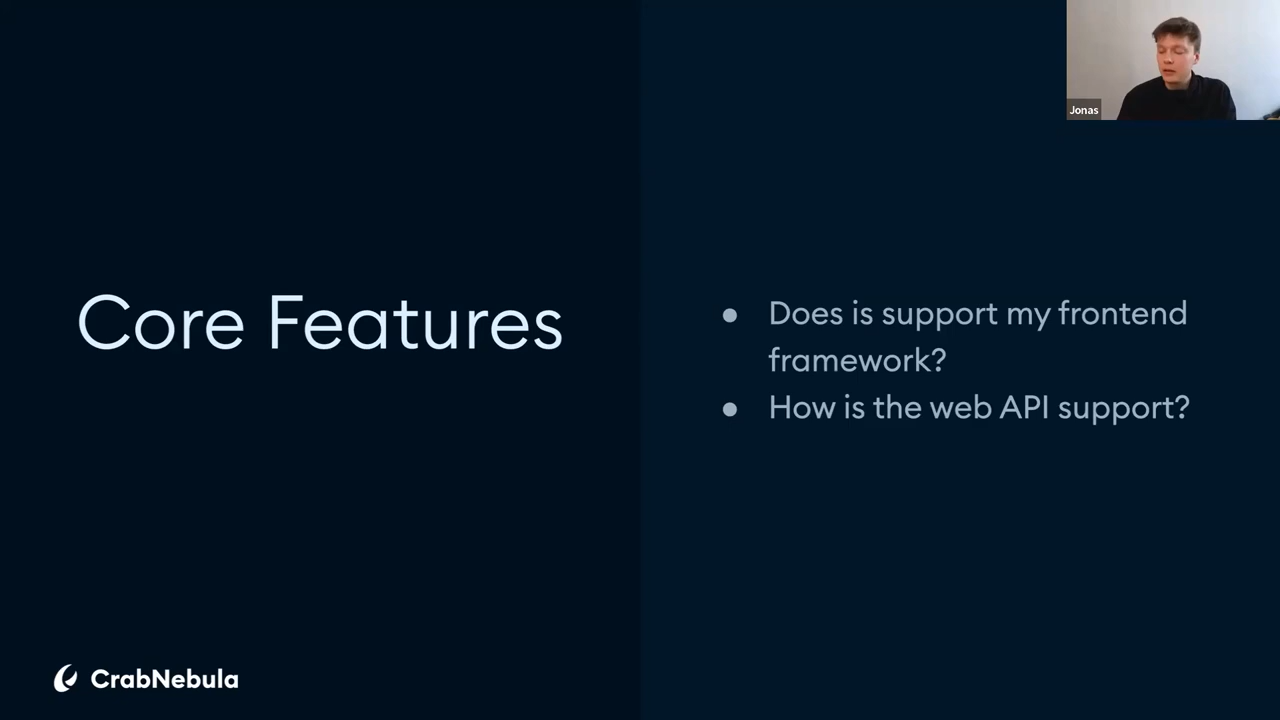 Jonas
Core Features
● Does is support my frontend
framework?
● How is the web API support?
CrabNebula